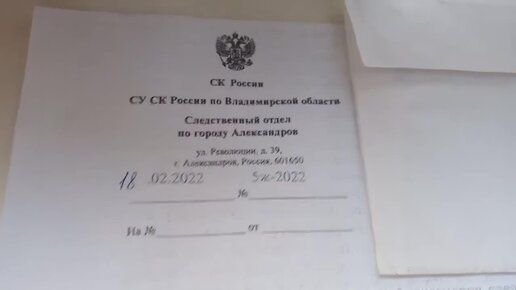 СК России
СУ СК России по Владимирской области
Следственный отдел
по городу Александров
ул. Революции, д. 39,
г. Александров, Россия, 601650
18 .02.2022 5ж-2022
№
На № от